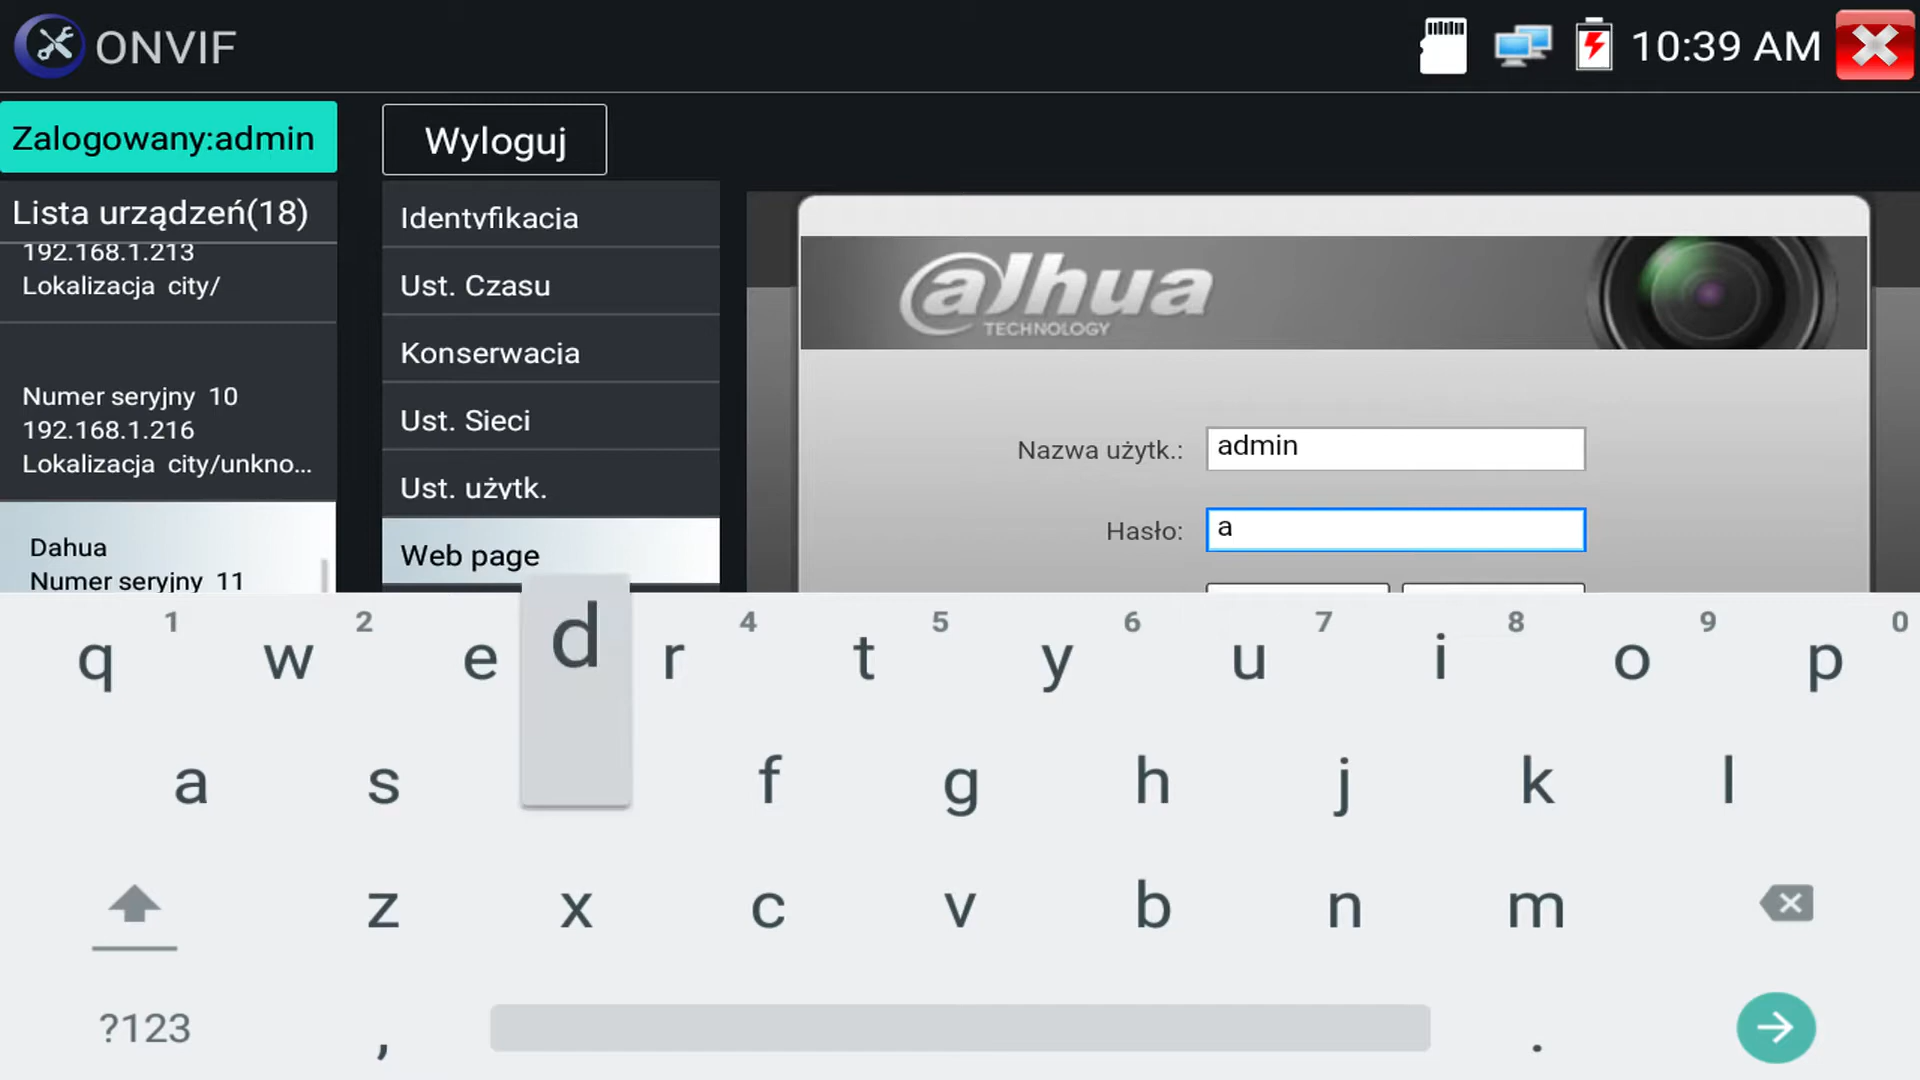 ONVIF
10:39 AM
Zalogowany:admin
Wyloguj
Lista urządzeń(18)
192.168.1.213
Lokalizacja city/
Numer seryjny 10
192.168.1.216
Lokalizacja city/unkno...
Dahua
Numer seryjny 11
Identyfikacja
Ust. Czasu
Konserwacja
Ust. Sieci
Ust. użytk.
Web page
alhua
TECHNOLOGY
Nazwa użytk.: admin
Hasło: a
1 2 4 5 6 7 8 9 0
q w e d r t y u i o p
a s f g h j k l
z x c v b n m
?123 , .